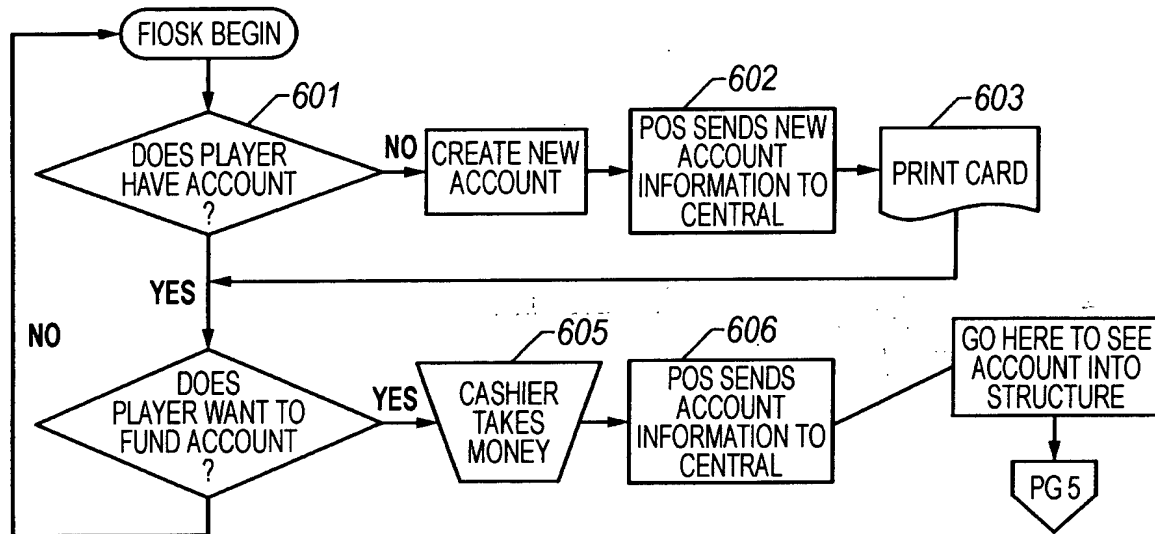 FIOSK BEGIN
601
DOES PLAYER
HAVE ACCOUNT
?
NO
CREATE NEW
ACCOUNT
602
POS SENDS NEW
ACCOUNT
INFORMATION TO
CENTRAL
603
PRINT CARD
YES
NO
DOES
PLAYER WANT TO
FUND ACCOUNT
?
YES
605
CASHIER
TAKES
MONEY
606
POS SENDS
ACCOUNT
INFORMATION TO
CENTRAL
GO HERE TO SEE
ACCOUNT INTO
STRUCTURE
PG 5